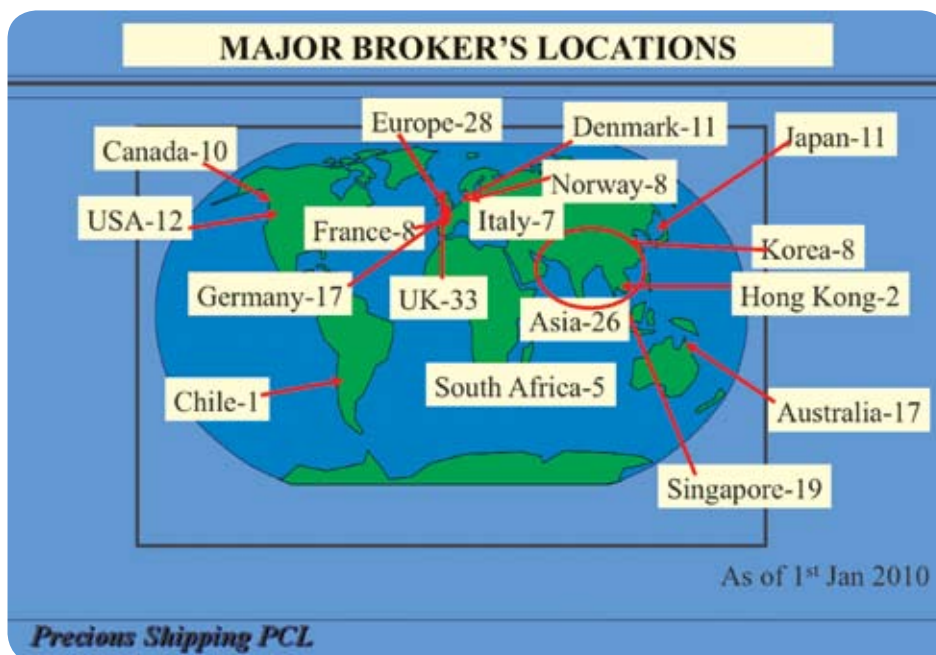 MAJOR BROKER'S LOCATIONS
Europe-28
Denmark-11
Japan-11
Canada-10
Norway-8
USA-12
France-8
Italy-7
Korea-8
Germany-17
UK-33
Hong Kong-2
Asia-26
South Africa-5
Chile-1
Australia-17
Singapore-19
As of 1st Jan 2010
Precious Shipping PCL